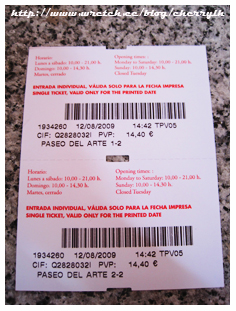 http://www.wretch.cc/blog/cherrylk
Horario: Opening times :
Lunes a sábado: 10,00 - 21,00 h. Monday to Saturday: 10,00 - 21,00 h.
Domingo: 10,00 - 14,30 h. Sunday: 10,00 - 14,30 h.
Martes, cerrado Closed Tuesday
ENTRADA INDIVIDUAL, VÁLIDA SOLO PARA LA FECHA IMPRESA
SINGLE TICKET, VALID ONLY FOR THE PRINTED DATE
1934260 12/08/2009 14:42 TPV05
CIF: Q2828032I PVP: 14,40 €
PASEO DEL ARTE 1-2
Horario: Opening times :
Lunes a sábado: 10,00 - 21,00 h. Monday to Saturday: 10,00 - 21,00 h.
Domingo: 10,00 - 14,30 h. Sunday: 10,00 - 14,30 h.
Martes, cerrado Closed Tuesday
ENTRADA INDIVIDUAL, VÁLIDA SOLO PARA LA FECHA IMPRESA
SINGLE TICKET, VALID ONLY FOR THE PRINTED DATE
1934260 12/08/2009 14:42 TPV05
CIF: Q2828032I PVP: 14,40 €
PASEO DEL ARTE 2-2